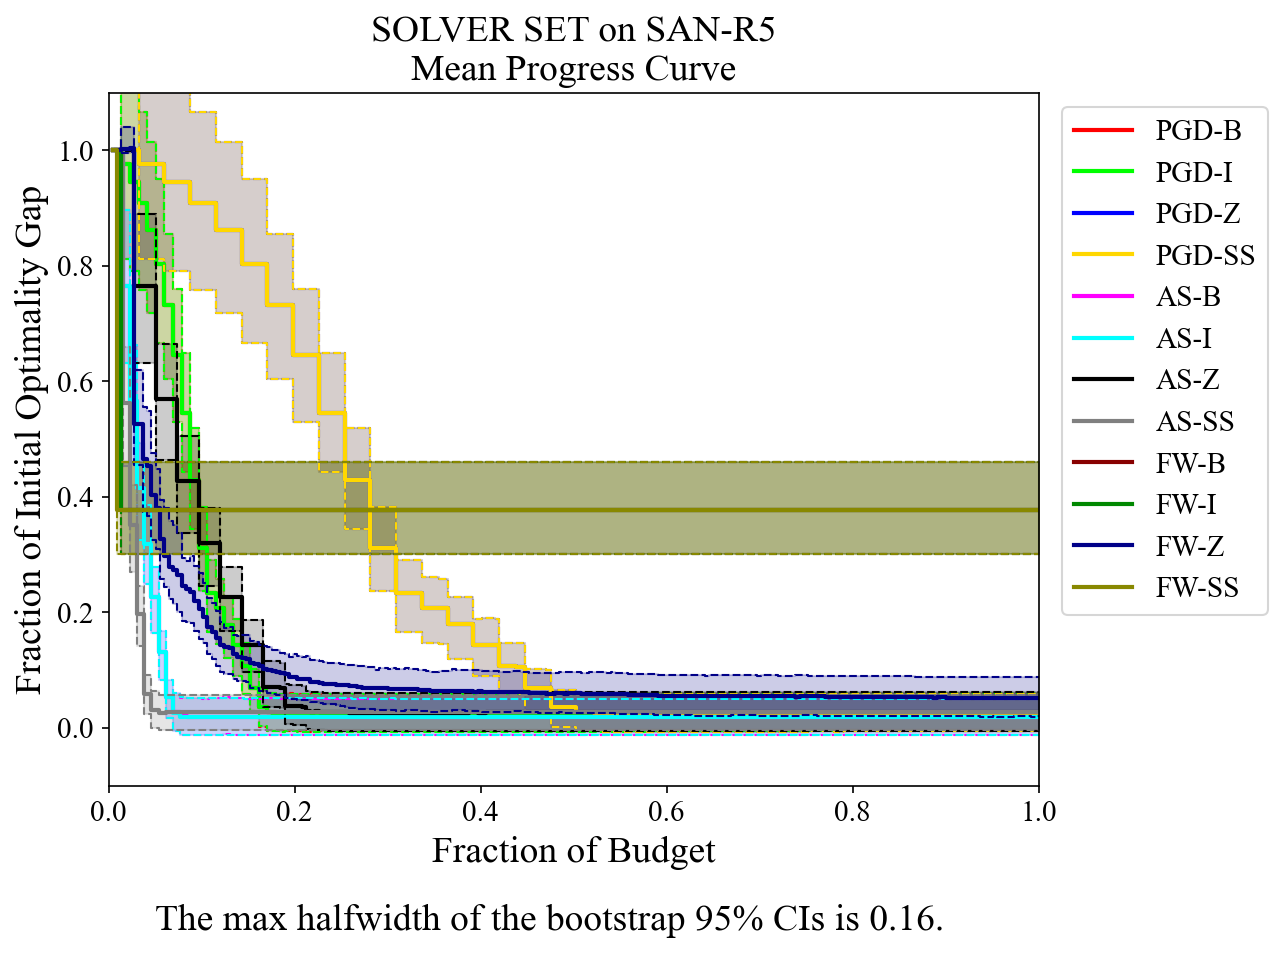 SOLVER SET on SAN-R5
Mean Progress Curve
Fraction of Initial Optimality Gap
1.0
0.8
0.6
0.4
0.2
0.0
0.0 0.2 0.4 0.6 0.8 1.0
Fraction of Budget
PGD-B
PGD-I
PGD-Z
PGD-SS
AS-B
AS-I
AS-Z
AS-SS
FW-B
FW-I
FW-Z
FW-SS
The max halfwidth of the bootstrap 95% CIs is 0.16.